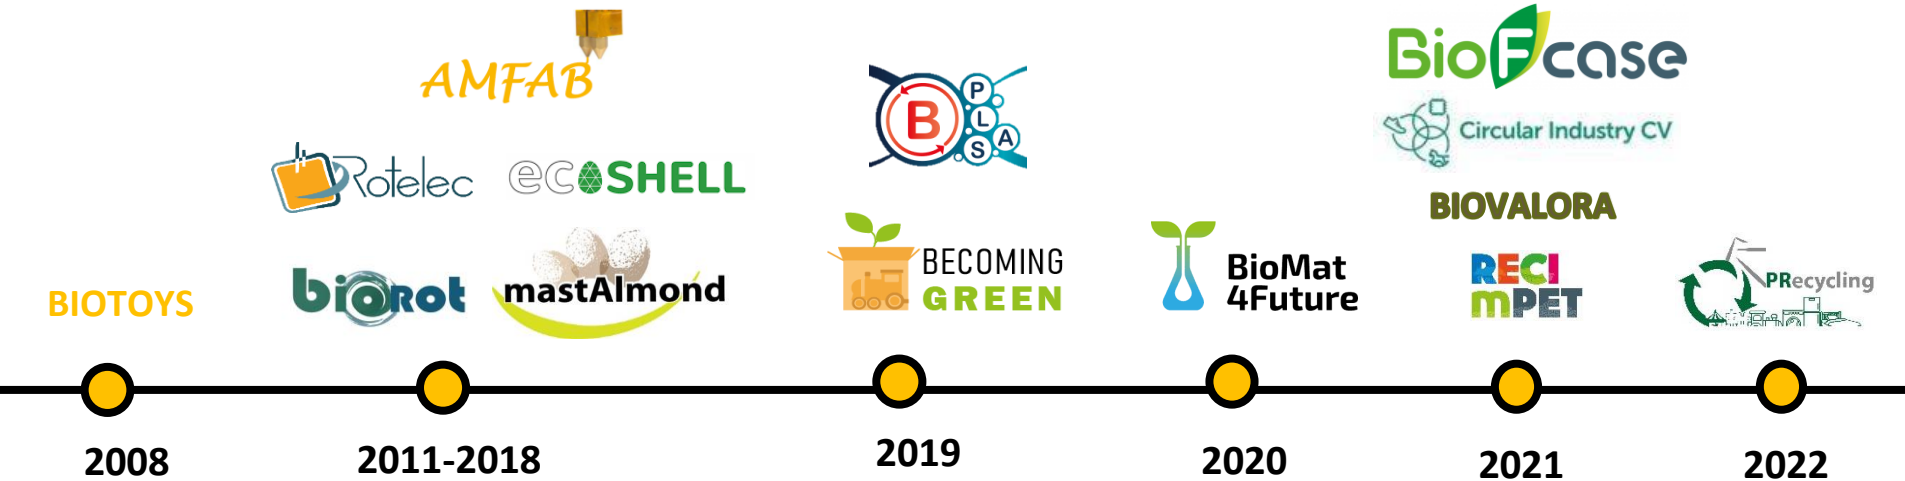 AMFAB
Rotelec
ecoSHELL
biorot
mastAlmond
BIOTOYS
B
P
L
A
S
BECOMING
GREEN
BioMat
4Future
BioFcase
Circular Industry CV
BIOVALORA
RECI
mPET
PRecycling
2008
2011-2018
2019
2020
2021
2022